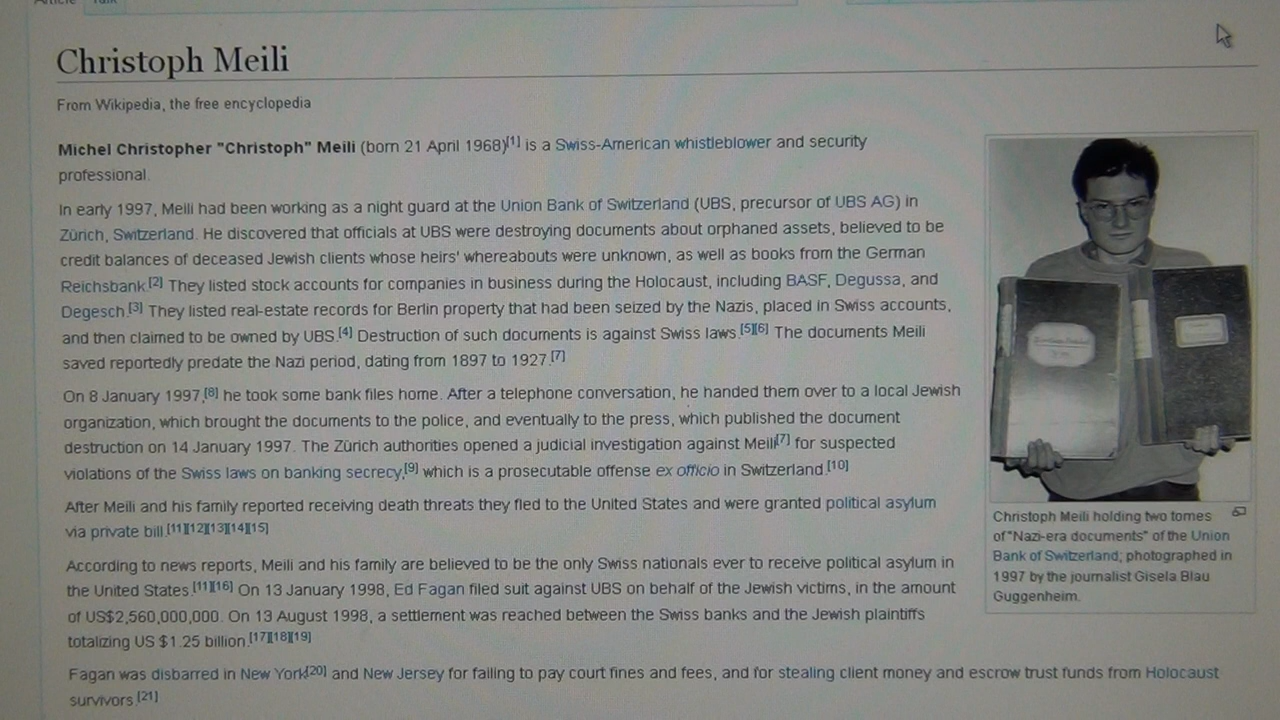 Christoph Meili
From Wikipedia, the free encyclopedia
Michel Christopher "Christoph" Meili (born 21 April 1968)[1] is a Swiss-American whistleblower and security
professional.
In early 1997, Meili had been working as a night guard at the Union Bank of Switzerland (UBS, precursor of UBS AG) in
Zürich, Switzerland. He discovered that officials at UBS were destroying documents about orphaned assets, believed to be
credit balances of deceased Jewish clients whose heirs' whereabouts were unknown, as well as books from the German
Reichsbank.[2] They listed stock accounts for companies in business during the Holocaust, including BASF, Degussa, and
Degesch.[3] They listed real-estate records for Berlin property that had been seized by the Nazis, placed in Swiss accounts,
and then claimed to be owned by UBS.[4] Destruction of such documents is against Swiss laws.[5][6] The documents Meili
saved reportedly predate the Nazi period, dating from 1897 to 1927.[7]
On 8 January 1997,[8] he took some bank files home. After a telephone conversation, he handed them over to a local Jewish
organization, which brought the documents to the police, and eventually to the press, which published the document
destruction on 14 January 1997. The Zürich authorities opened a judicial investigation against Meili[7] for suspected
violations of the Swiss laws on banking secrecy,[9] which is a prosecutable offense ex officio in Switzerland.[10]
After Meili and his family reported receiving death threats they fled to the United States and were granted political asylum
via private bill.[11][12][13][14][15]
According to news reports, Meili and his family are believed to be the only Swiss nationals ever to receive political asylum in
the United States.[11][16] On 13 January 1998, Ed Fagan filed suit against UBS on behalf of the Jewish victims, in the amount
of US$2,560,000,000. On 13 August 1998, a settlement was reached between the Swiss banks and the Jewish plaintiffs
totalizing US $1.25 billion.[17][18][19]
Fagan was disbarred in New York[20] and New Jersey for failing to pay court fines and fees, and for stealing client money and escrow trust funds from Holocaust
survivors.[21]
Christoph Meili holding two tomes
of "Nazi-era documents" of the Union
Bank of Switzerland; photographed in
1997 by the journalist Gisela Blau
Guggenheim.